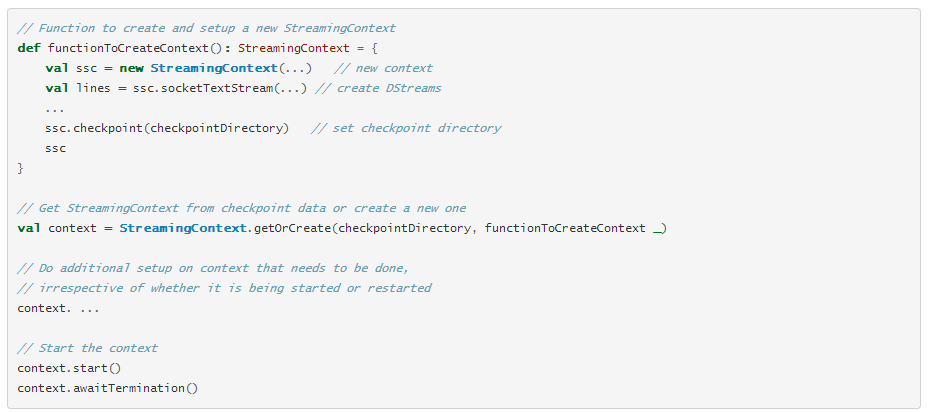 // Function to create and setup a new StreamingContext
def functionToCreateContext(): StreamingContext = {
    val ssc = new StreamingContext(...)   // new context
    val lines = ssc.socketTextStream(...) // create DStreams
    ...
    ssc.checkpoint(checkpointDirectory)   // set checkpoint directory
    ssc
}

// Get StreamingContext from checkpoint data or create a new one
val context = StreamingContext.getOrCreate(checkpointDirectory, functionToCreateContext _)

// Do additional setup on context that needs to be done,
// irrespective of whether it is being started or restarted
context. ...

// Start the context
context.start()
context.awaitTermination()